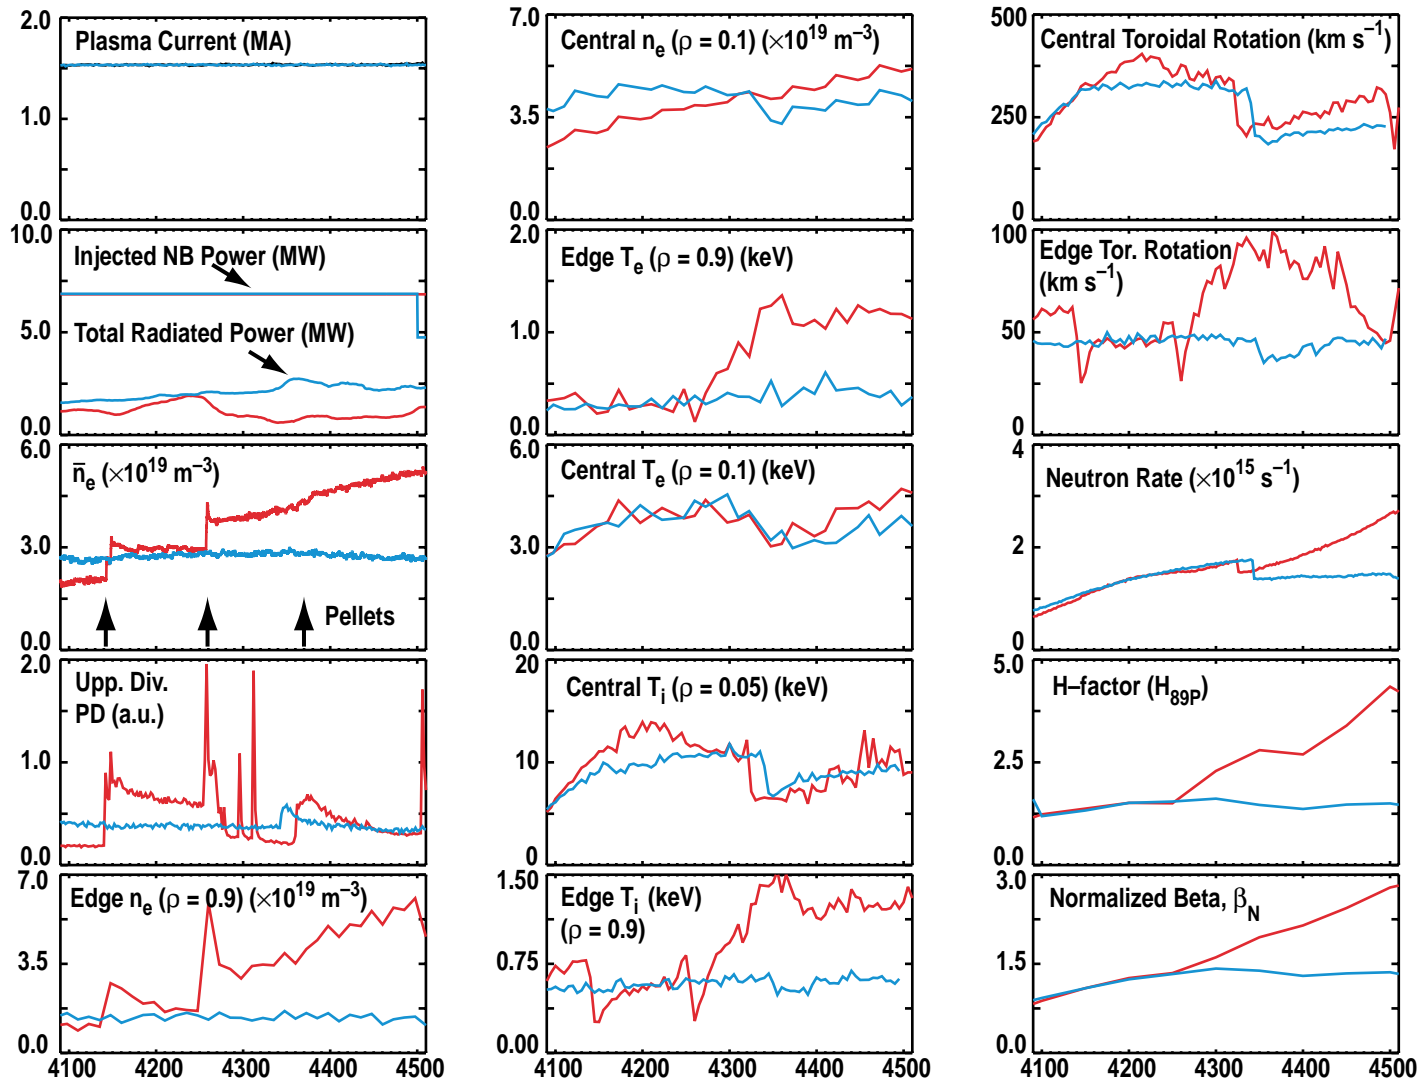 2.0
Plasma Current (MA)
1.0
0.0
10.0
Injected NB Power (MW)
5.0
Total Radiated Power (MW)
0.0
6.0
n̅e (×10^19 m^–3)
3.0
Pellets
0.0
2.0
Upp. Div.
PD (a.u.)
1.0
0.0
7.0
Edge ne (ρ = 0.9) (×10^19 m^–3)
3.5
0.0
4100 4200 4300 4400 4500
7.0
Central ne (ρ = 0.1) (×10^19 m^–3)
3.5
0.0
2.0
Edge Te (ρ = 0.9) (keV)
1.0
0.0
6.0
Central Te (ρ = 0.1) (keV)
3.0
0.0
20
Central Ti (ρ = 0.05) (keV)
10
0
1.50
Edge Ti (keV)
(ρ = 0.9)
0.75
0.00
4100 4200 4300 4400 4500
500
Central Toroidal Rotation (km s^–1)
250
0
100
Edge Tor. Rotation
(km s^–1)
50
0
4
Neutron Rate (×10^15 s^–1)
2
0
5.0
H–factor (H89P)
2.5
0.0
3.0
Normalized Beta, βN
1.5
0.0
4100 4200 4300 4400 4500